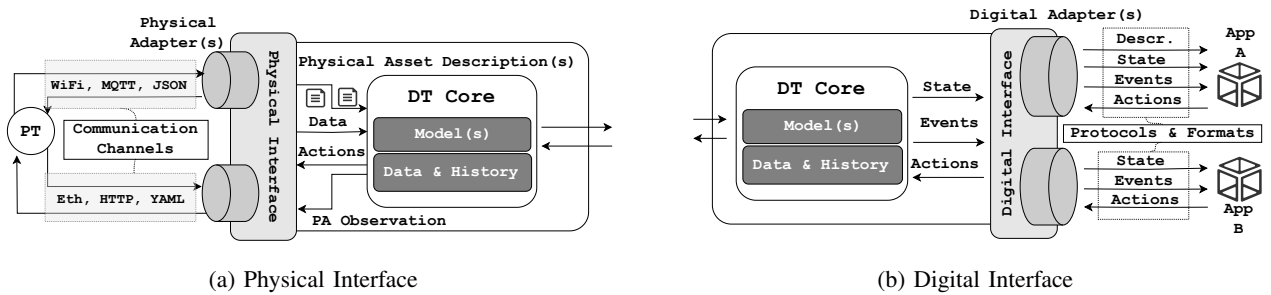 Physical
Adapter(s)
WiFi, MQTT, JSON
PT
Communication
Channels
Eth, HTTP, YAML
Physical Interface
Physical Asset Description(s)
Data
Actions
PA Observation
DT Core
Model(s)
Data & History
(a) Physical Interface
DT Core
Model(s)
Data & History
State
Events
Actions
Digital Interface
Digital Adapter(s)
Descr.
State
Events
Actions
App
A
Protocols & Formats
State
Events
Actions
App
B
(b) Digital Interface